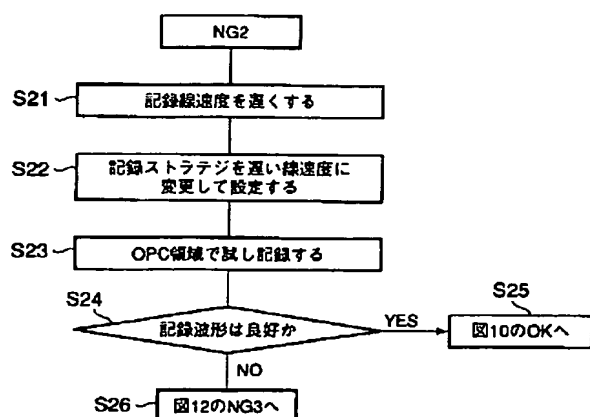 NG2
S21
記録線速度を遅くする
S22
記録ストラテジを遅い線速度に
変更して設定する
S23
OPC領域で試し記録する
S24
記録波形は良好か
YES
S25
図10のOKへ
NO
S26
図12のNG3へ